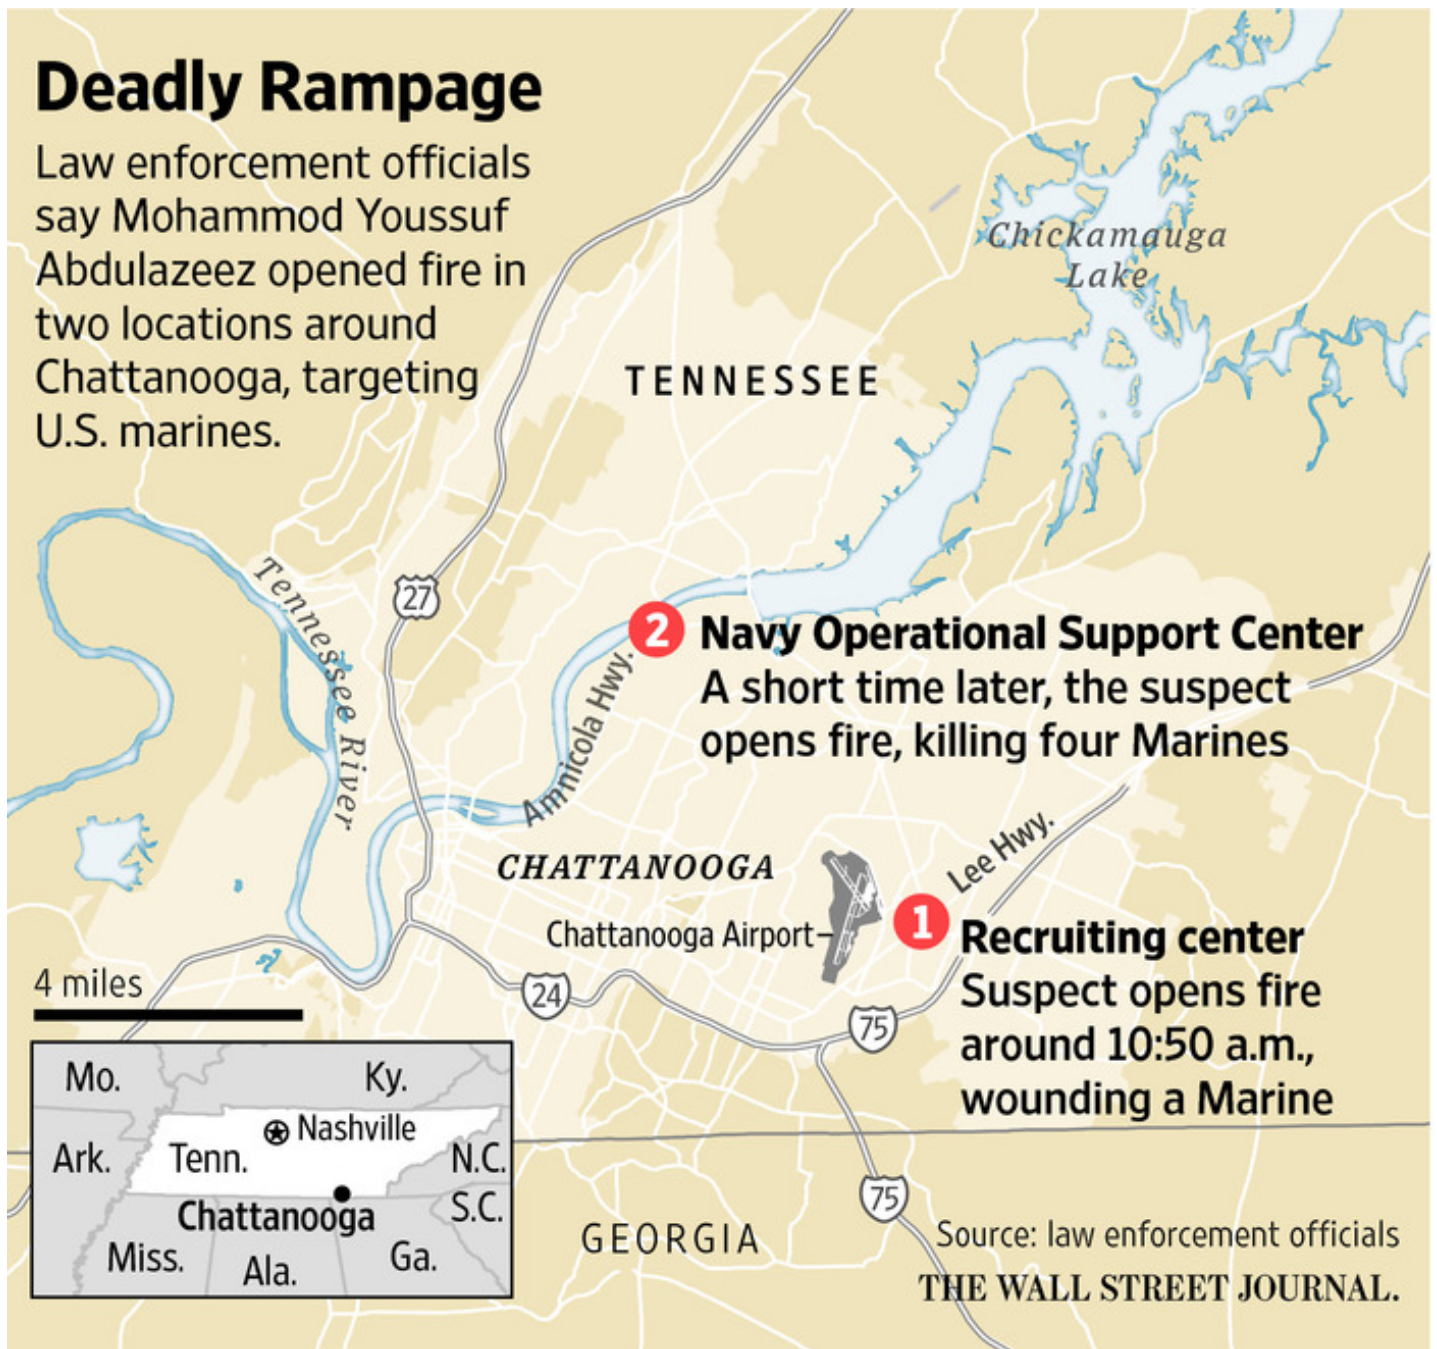 Deadly Rampage
Law enforcement officials
say Mohammod Youssuf
Abdulazeez opened fire in
two locations around
Chattanooga, targeting
U.S. marines.
Chickamauga
Lake
TENNESSEE
Tennessee River
27
2
Navy Operational Support Center
A short time later, the suspect
opens fire, killing four Marines
Amnicola Hwy.
CHATTANOOGA
Lee Hwy.
Chattanooga Airport
1
Recruiting center
Suspect opens fire
around 10:50 a.m.,
wounding a Marine
4 miles
24
75
Mo.
Ky.
Nashville
Ark.
Tenn.
N.C.
S.C.
Chattanooga
Miss.
Ala.
Ga.
75
GEORGIA
Source: law enforcement officials
THE WALL STREET JOURNAL.